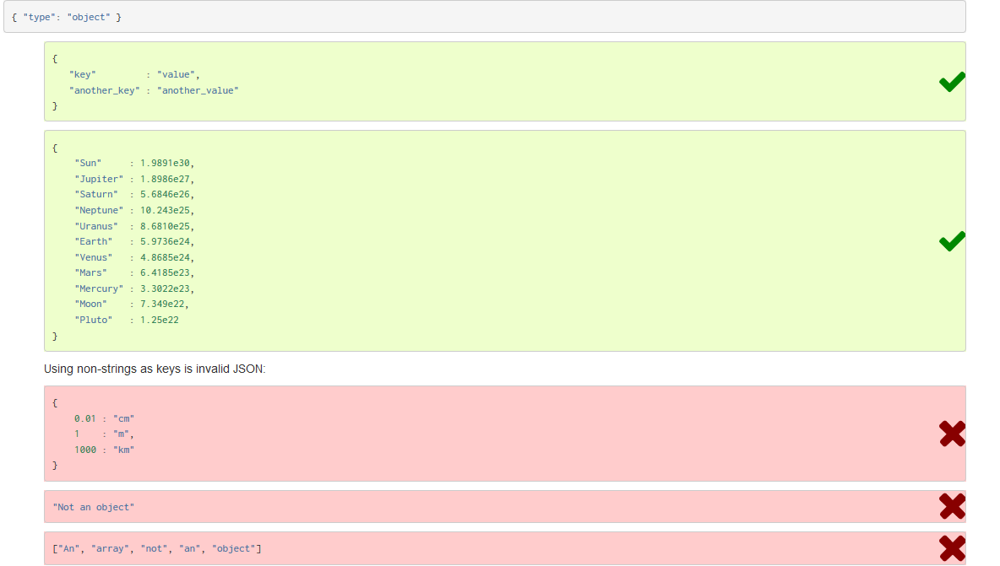 { "type": "object" }
{
   "key"         : "value",
   "another_key" : "another_value"
}
{
    "Sun"     : 1.9891e30,
    "Jupiter" : 1.8986e27,
    "Saturn"  : 5.6846e26,
    "Neptune" : 10.243e25,
    "Uranus"  : 8.6810e25,
    "Earth"   : 5.9736e24,
    "Venus"   : 4.8685e24,
    "Mars"    : 6.4185e23,
    "Mercury" : 3.3022e23,
    "Moon"    : 7.349e22,
    "Pluto"   : 1.25e22
}
Using non-strings as keys is invalid JSON:
{
    0.01 : "cm"
    1    : "m",
    1000 : "km"
}
"Not an object"
["An", "array", "not", "an", "object"]